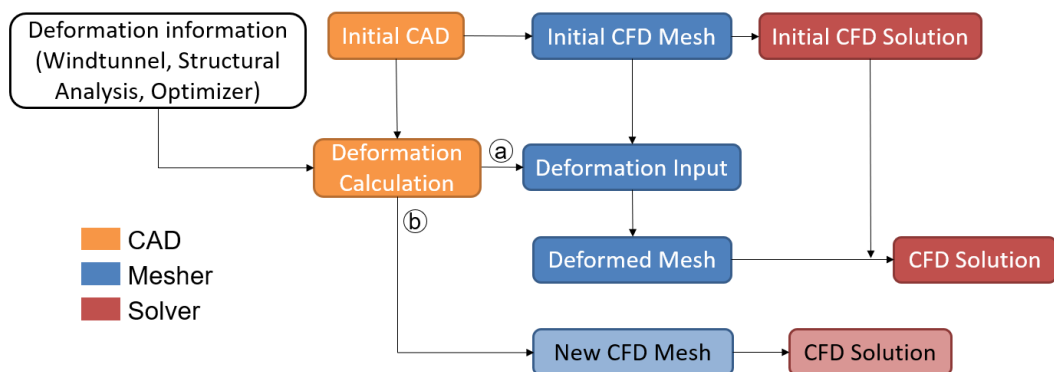 Deformation information
(Windtunnel, Structural
Analysis, Optimizer)
Initial CAD
Initial CFD Mesh
Initial CFD Solution
Deformation
Calculation
a
Deformation Input
b
CAD
Mesher
Solver
Deformed Mesh
CFD Solution
New CFD Mesh
CFD Solution